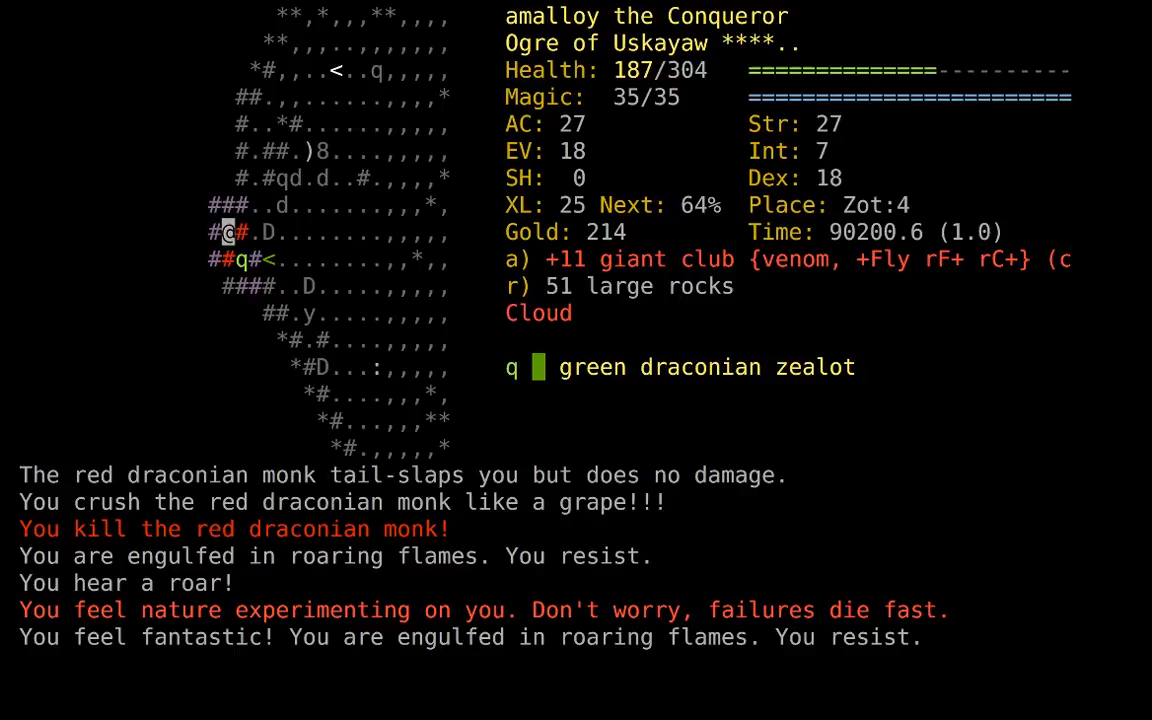 **,*,,,**,,,,                amalloy the Conqueror
**,,,..,,,,,,,                Ogre of Uskayaw ****..
*#,,..<..q,,,,,                Health: 187/304   ==============----------
##.,,......,,,,*                Magic:  35/35     ========================
#..*#......,,,,,                AC: 27            Str: 27
#.##.)8....,,,,,                EV: 18            Int: 7
#.#qd.d..#.,,,,*                SH:  0            Dex: 18
###..d.......,,,*,                XL: 25 Next: 64%  Place: Zot:4
#@#.D.......,,,,,,                Gold: 214         Time: 90200.6 (1.0)
##q#<.......,,,*,,                a) +11 giant club {venom, +Fly rF+ rC+} (c
####..D.....,,,,,                r) 51 large rocks
##.y.....,,,,,                Cloud
*#.#.....,,,,
*#D...:,,,,,                q   green draconian zealot
*#....,,,*,
*#...,,,**
*#.,,,,,*
The red draconian monk tail-slaps you but does no damage.
You crush the red draconian monk like a grape!!!
You kill the red draconian monk!
You are engulfed in roaring flames. You resist.
You hear a roar!
You feel nature experimenting on you. Don't worry, failures die fast.
You feel fantastic! You are engulfed in roaring flames. You resist.